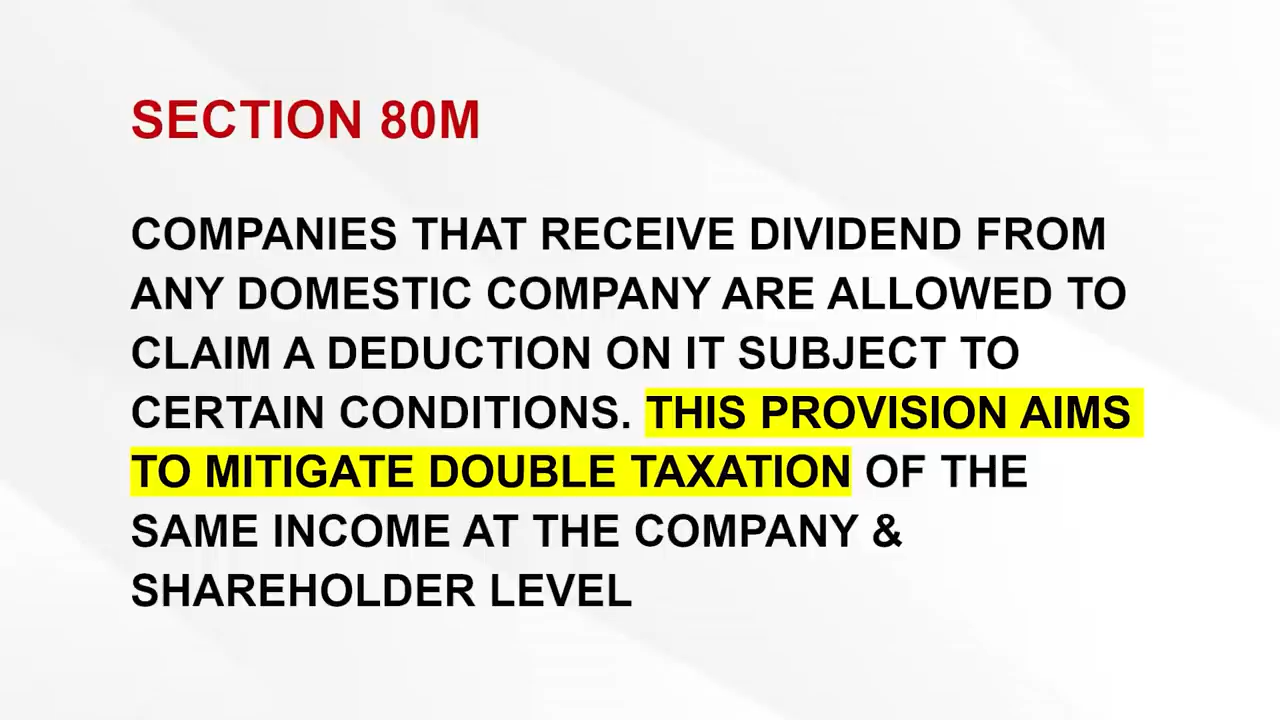 SECTION 80M
COMPANIES THAT RECEIVE DIVIDEND FROM
ANY DOMESTIC COMPANY ARE ALLOWED TO
CLAIM A DEDUCTION ON IT SUBJECT TO
CERTAIN CONDITIONS. THIS PROVISION AIMS
TO MITIGATE DOUBLE TAXATION OF THE
SAME INCOME AT THE COMPANY &
SHAREHOLDER LEVEL